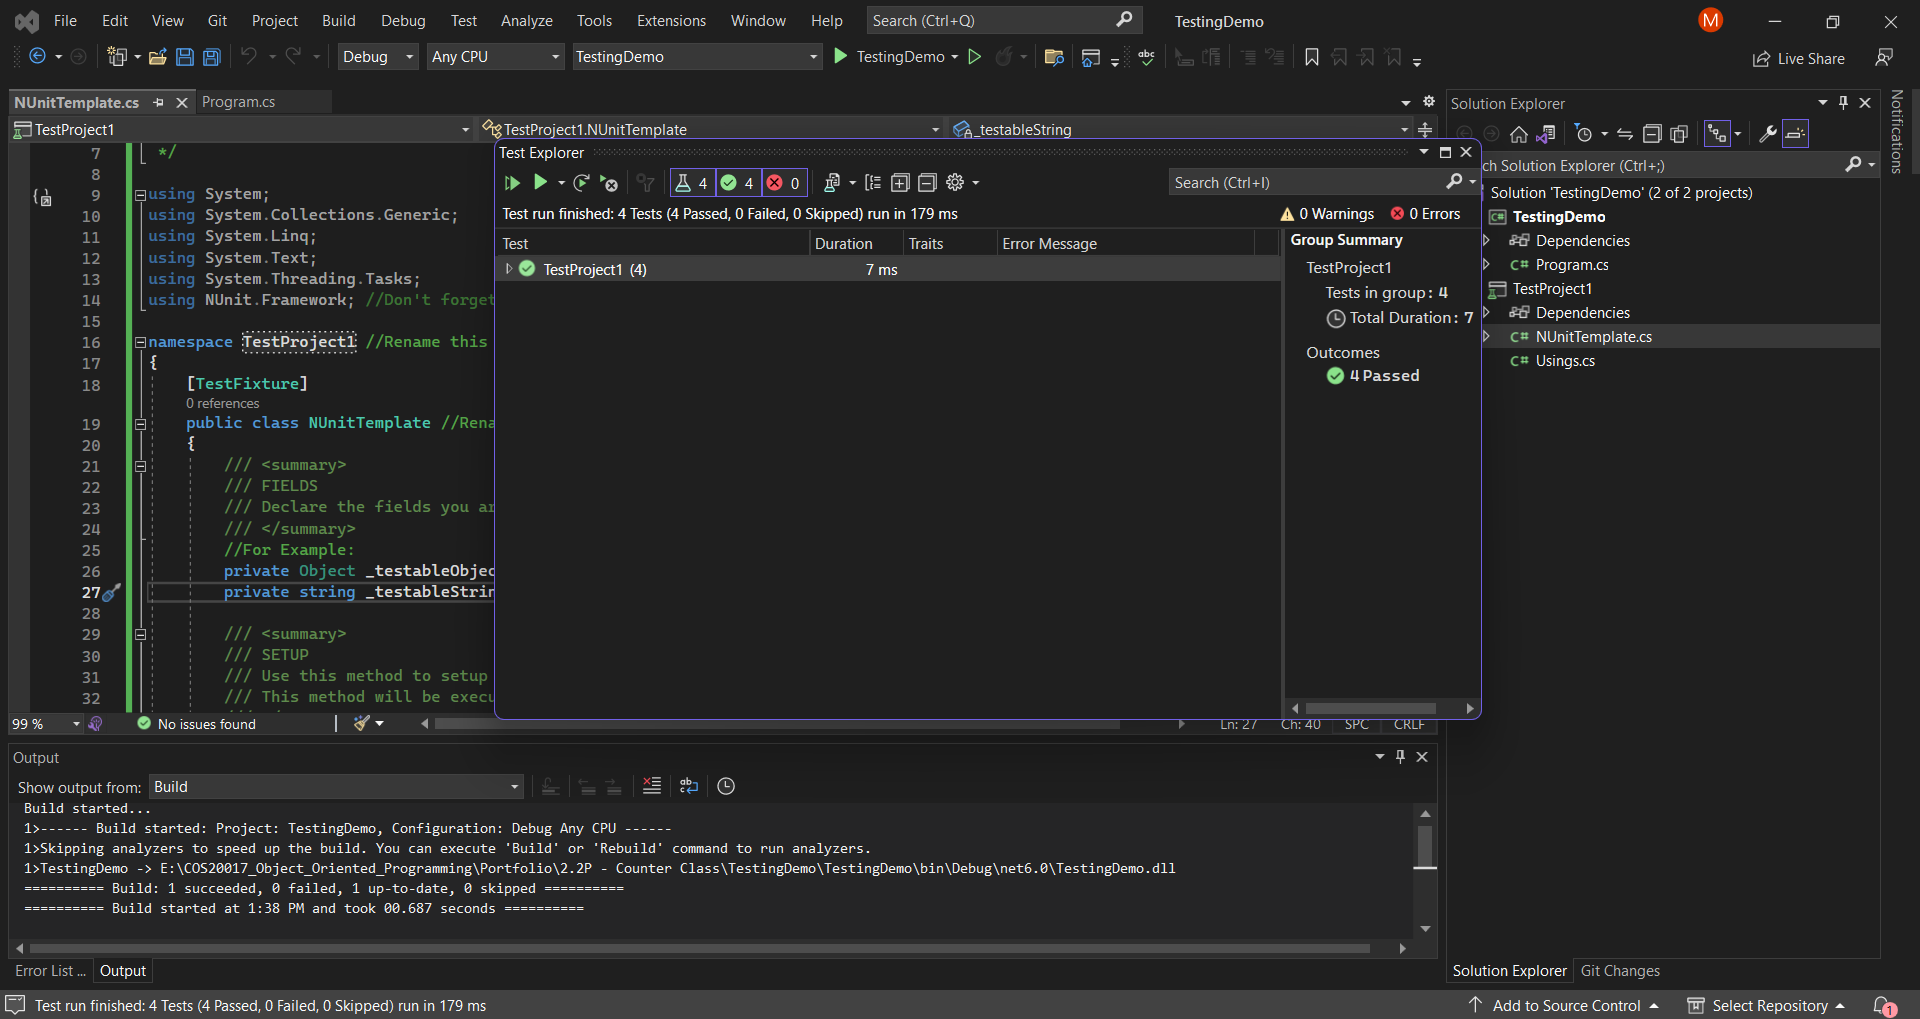 File Edit View Git Project Build Debug Test Analyze Tools Extensions Window Help Search (Ctrl+Q) TestingDemo M
Debug Any CPU TestingDemo TestingDemo Live Share
NUnitTemplate.cs Program.cs
TestProject1 TestProject1.NUnitTemplate _testableString
7 */
8
9 using System;
10 using System.Collections.Generic;
11 using System.Linq;
12 using System.Text;
13 using System.Threading.Tasks;
14 using NUnit.Framework; //Don't forget
15
16 namespace TestProject1 //Rename this
17 {
18 [TestFixture]
0 references
19 public class NUnitTemplate //Rena
20 {
21 /// <summary>
22 /// FIELDS
23 /// Declare the fields you ar
24 /// </summary>
25 //For Example:
26 private Object _testableObjec
27 private string _testableStrin
28
29 /// <summary>
30 /// SETUP
31 /// Use this method to setup
32 /// This method will be execu
99 % No issues found Ln: 27 Ch: 40 SPC CRLF
Test Explorer
4 4 0 Search (Ctrl+I)
Test run finished: 4 Tests (4 Passed, 0 Failed, 0 Skipped) run in 179 ms 0 Warnings 0 Errors
Test Duration Traits Error Message
TestProject1 (4) 7 ms
Group Summary
TestProject1
Tests in group: 4
Total Duration: 7
Outcomes
4 Passed
Solution Explorer
ch Solution Explorer (Ctrl+;)
Solution 'TestingDemo' (2 of 2 projects)
TestingDemo
Dependencies
C# Program.cs
TestProject1
Dependencies
C# NUnitTemplate.cs
C# Usings.cs
Notifications
Output
Show output from: Build
Build started...
1>------ Build started: Project: TestingDemo, Configuration: Debug Any CPU ------
1>Skipping analyzers to speed up the build. You can execute 'Build' or 'Rebuild' command to run analyzers.
1>TestingDemo -> E:\COS20017_Object_Oriented_Programming\Portfolio\2.2P - Counter Class\TestingDemo\TestingDemo\bin\Debug\net6.0\TestingDemo.dll
========== Build: 1 succeeded, 0 failed, 1 up-to-date, 0 skipped ==========
========== Build started at 1:38 PM and took 00.687 seconds ==========
Error List ... Output
Solution Explorer Git Changes
Test run finished: 4 Tests (4 Passed, 0 Failed, 0 Skipped) run in 179 ms Add to Source Control Select Repository 1